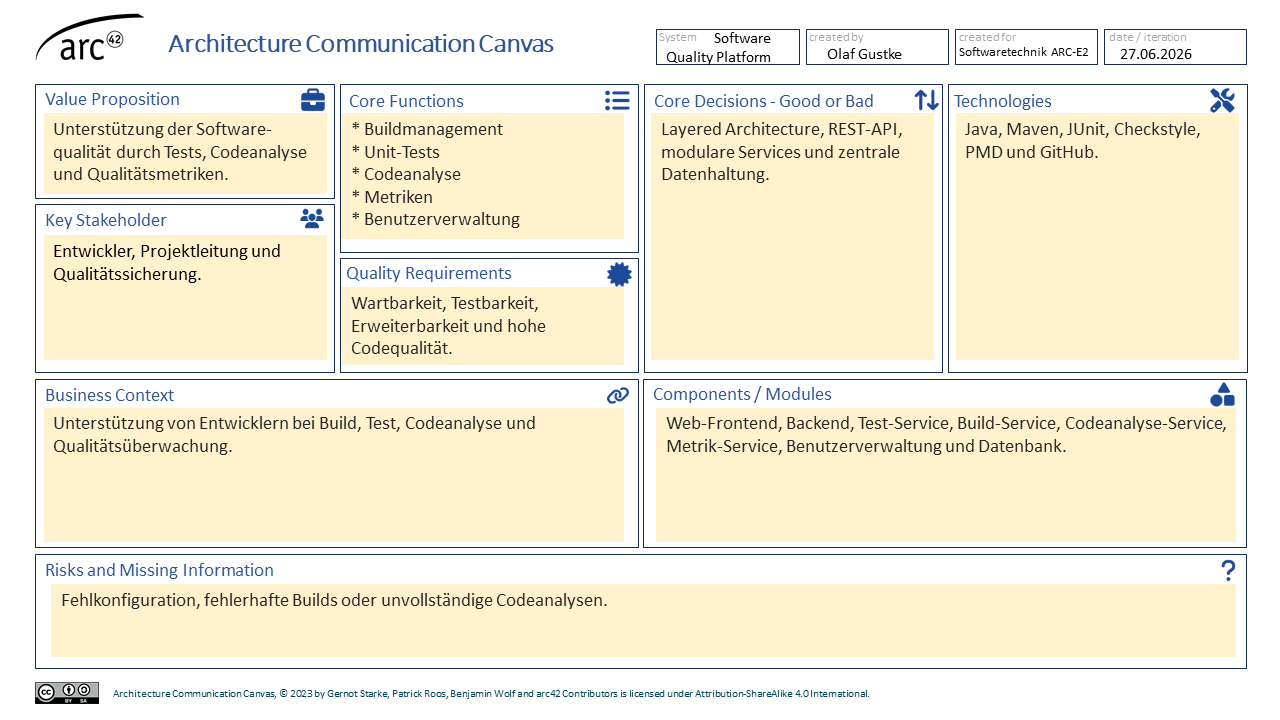 arc42
Architecture Communication Canvas
System Software
Quality Platform
created by
Olaf Gustke
created for
Softwaretechnik ARC-E2
date / iteration
27.06.2026
Value Proposition
Unterstützung der Software-
qualität durch Tests, Codeanalyse
und Qualitätsmetriken.
Key Stakeholder
Entwickler, Projektleitung und
Qualitätssicherung.
Core Functions
* Buildmanagement
* Unit-Tests
* Codeanalyse
* Metriken
* Benutzerverwaltung
Quality Requirements
Wartbarkeit, Testbarkeit,
Erweiterbarkeit und hohe
Codequalität.
Core Decisions - Good or Bad
Layered Architecture, REST-API,
modulare Services und zentrale
Datenhaltung.
Technologies
Java, Maven, JUnit, Checkstyle,
PMD und GitHub.
Business Context
Unterstützung von Entwicklern bei Build, Test, Codeanalyse und
Qualitätsüberwachung.
Components / Modules
Web-Frontend, Backend, Test-Service, Build-Service, Codeanalyse-Service,
Metrik-Service, Benutzerverwaltung und Datenbank.
Risks and Missing Information
?
Fehlkonfiguration, fehlerhafte Builds oder unvollständige Codeanalysen.
cc BY SA
Architecture Communication Canvas, © 2023 by Gernot Starke, Patrick Roos, Benjamin Wolf and arc42 Contributors is licensed under Attribution-ShareAlike 4.0 International.